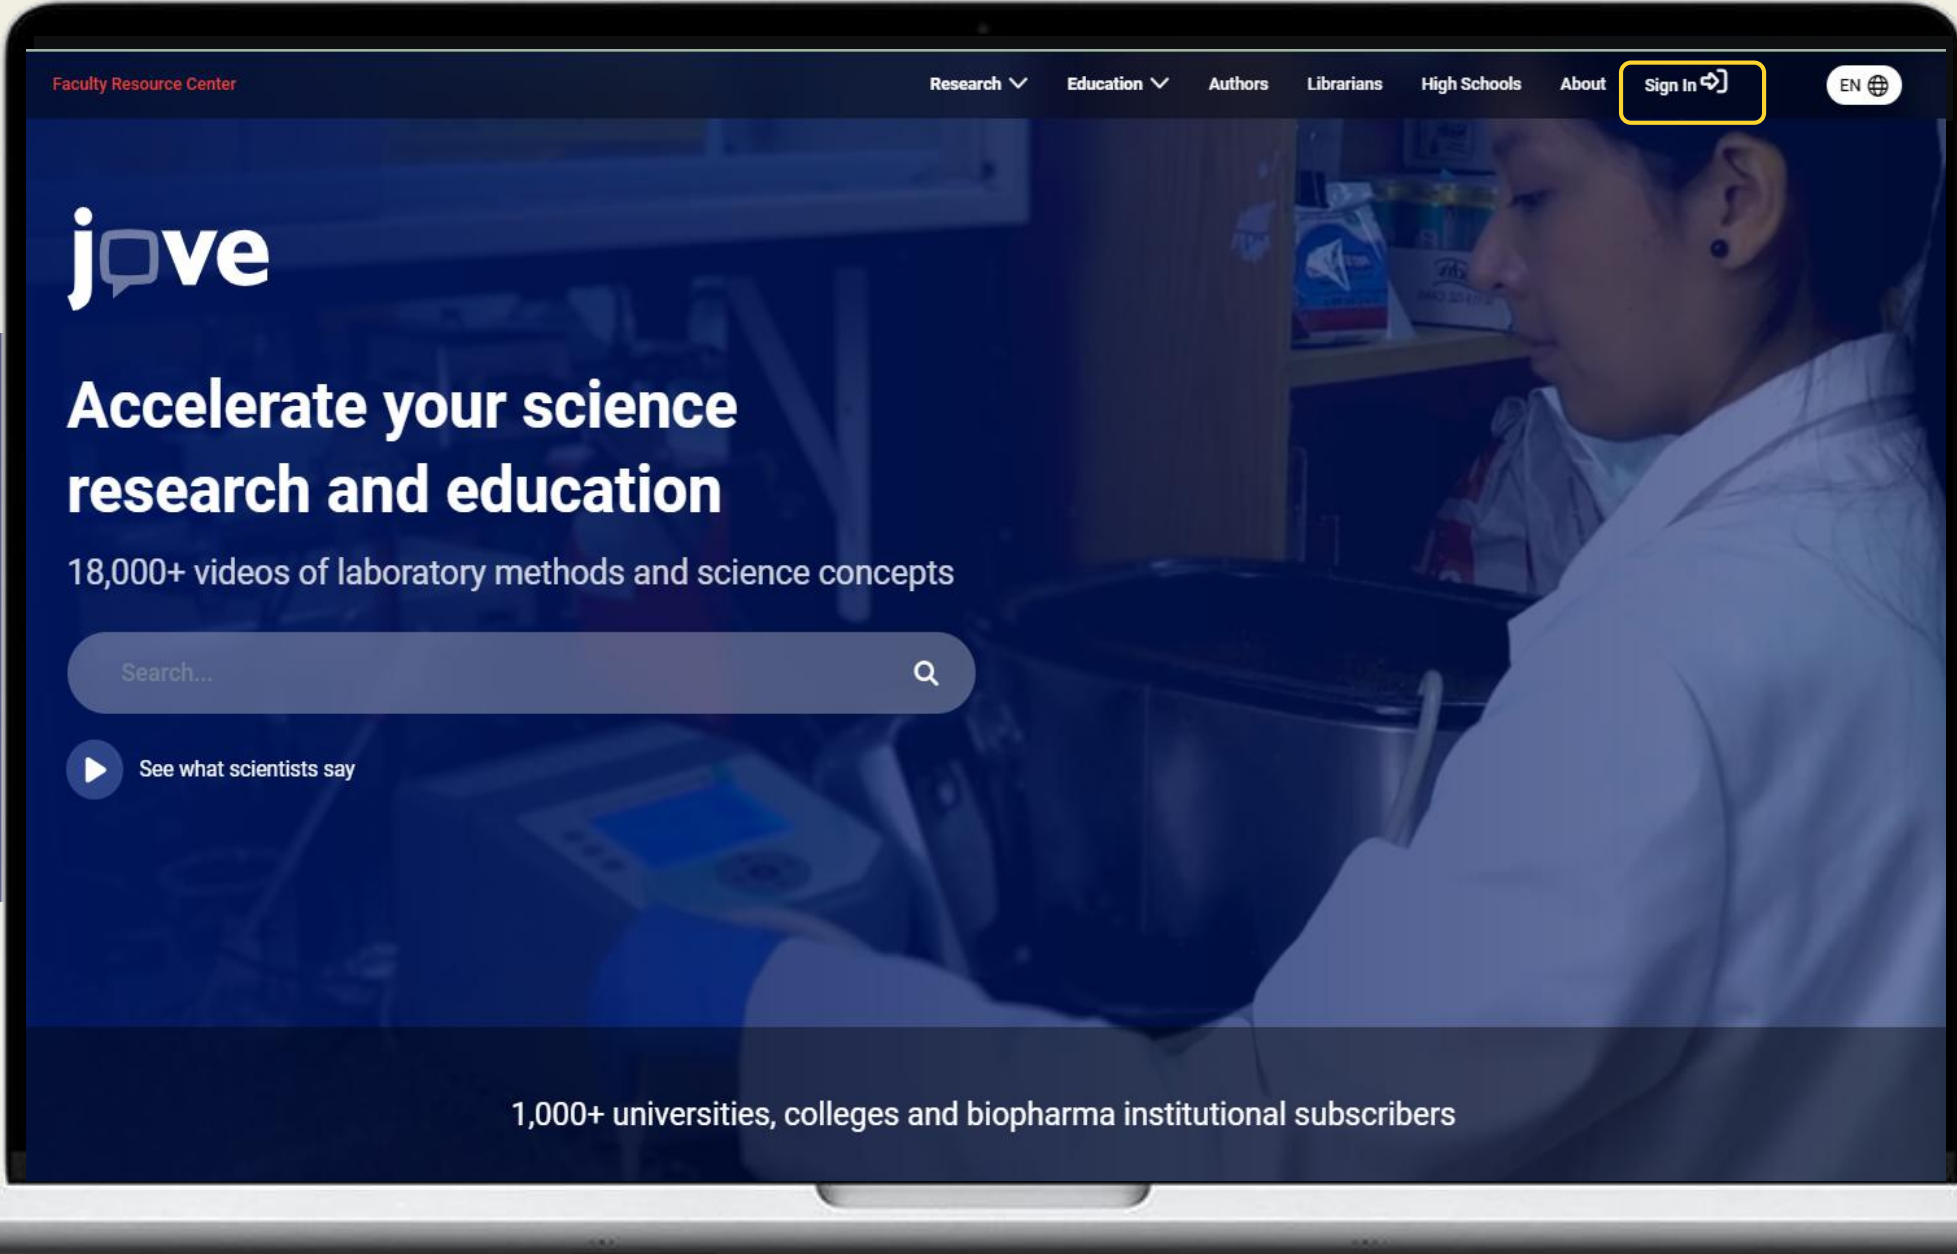 Faculty Resource Center
Research
Education
Authors
Librarians
High Schools
About
Sign In
EN
jove
Accelerate your science
research and education
18,000+ videos of laboratory methods and science concepts
Search...
See what scientists say
1,000+ universities, colleges and biopharma institutional subscribers